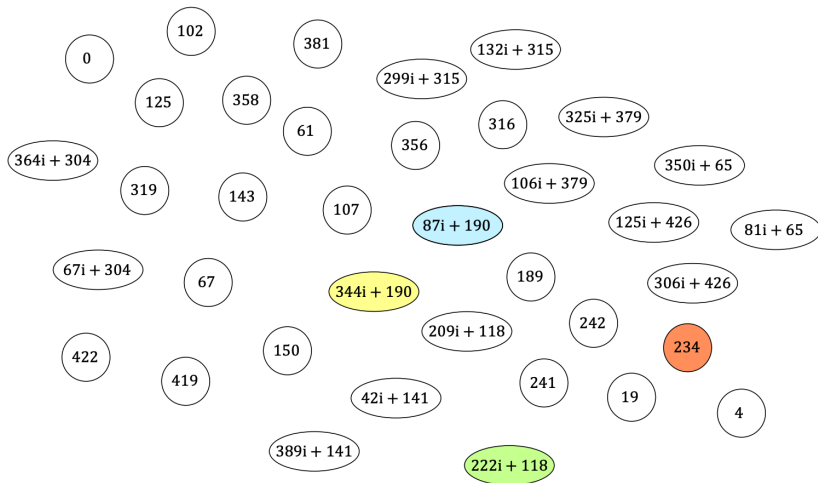 102
381
132i + 315
0
299i + 315
125
358
325i + 379
316
61
356
364i + 304
350i + 65
106i + 379
319
143
107
87i + 190
125i + 426
81i + 65
67i + 304
67
189
306i + 426
344i + 190
242
209i + 118
234
150
422
419
241
42i + 141
19
4
389i + 141
222i + 118